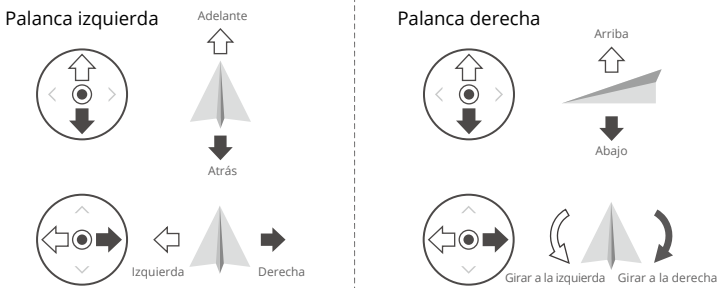 Palanca izquierda
Adelante
Atrás
Izquierda
Derecha
Palanca derecha
Arriba
Abajo
Girar a la izquierda
Girar a la derecha